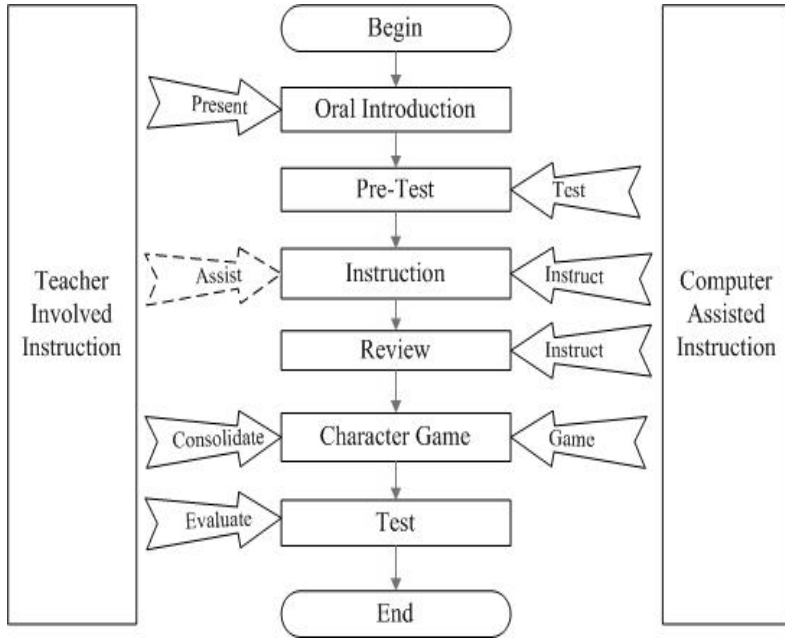 Begin
Present
Oral Introduction
Pre-Test
Test
Teacher
Involved
Instruction
Assist
Instruction
Instruct
Computer
Assisted
Instruction
Review
Instruct
Consolidate
Character Game
Game
Evaluate
Test
End